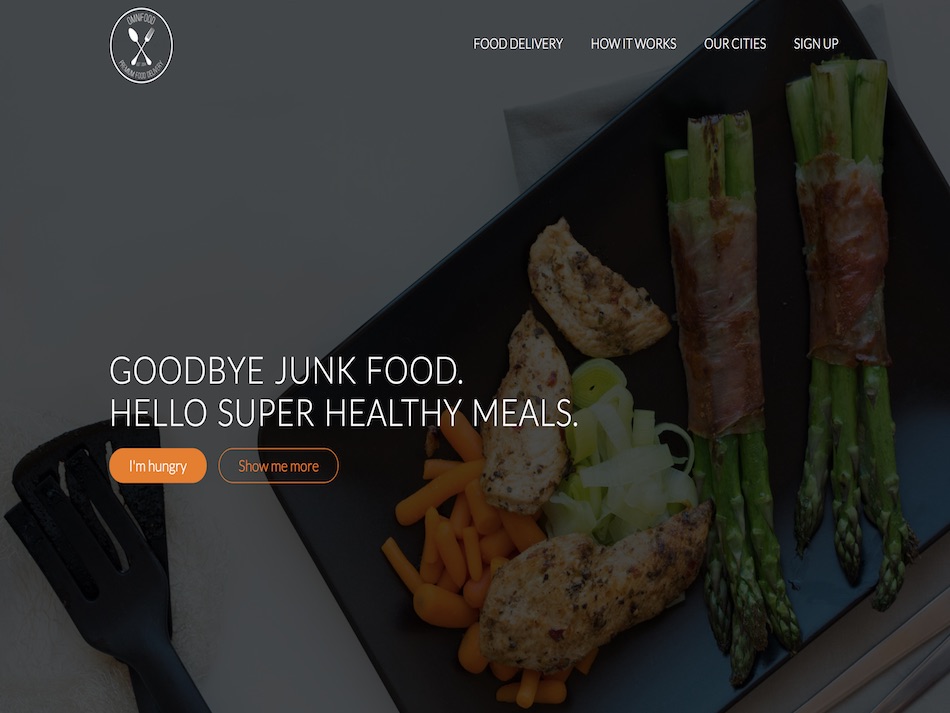 OMNIFOOD
PREMIUM FOOD DELIVERY
FOOD DELIVERY
HOW IT WORKS
OUR CITIES
SIGN UP
GOODBYE JUNK FOOD.
HELLO SUPER HEALTHY MEALS.
I'm hungry
Show me more